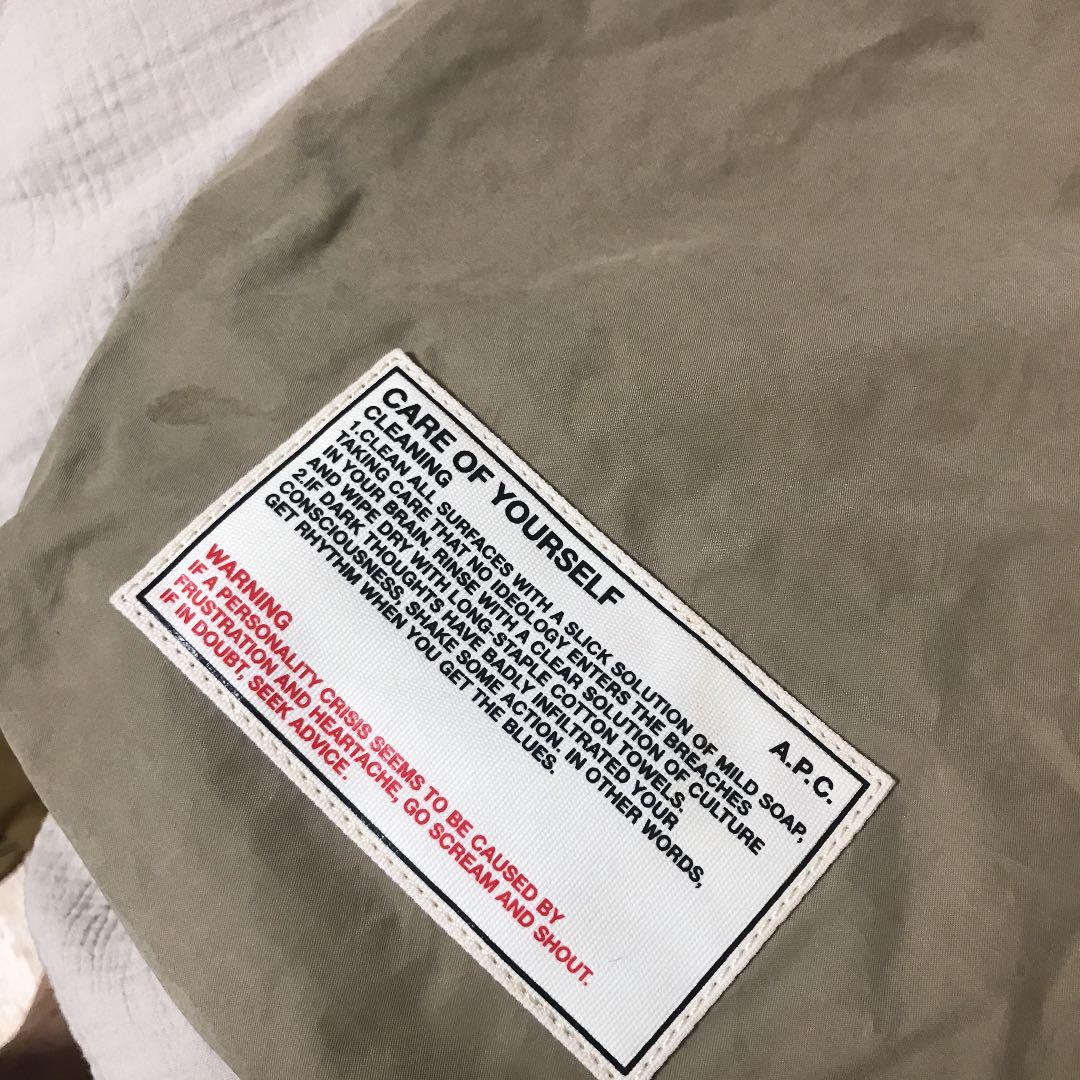 CARE OF YOURSELF
A.P.C.
CLEANING
1.CLEAN ALL SURFACES WITH A SLICK SOLUTION OF MILD SOAP,
TAKING CARE THAT NO IDEOLOGY ENTERS THE BREACHES
IN YOUR BRAIN. RINSE WITH A CLEAR SOLUTION OF CULTURE
AND WIPE DRY WITH LONG-STAPLE COTTON TOWELS.
2.IF DARK THOUGHTS HAVE BADLY INFILTRATED YOUR
CONSCIOUSNESS, SHAKE SOME ACTION. IN OTHER WORDS,
GET RHYTHM WHEN YOU GET THE BLUES.
WARNING
IF A PERSONALITY CRISIS SEEMS TO BE CAUSED BY
FRUSTRATION AND HEARTACHE, GO SCREAM AND SHOUT.
IF IN DOUBT, SEEK ADVICE.